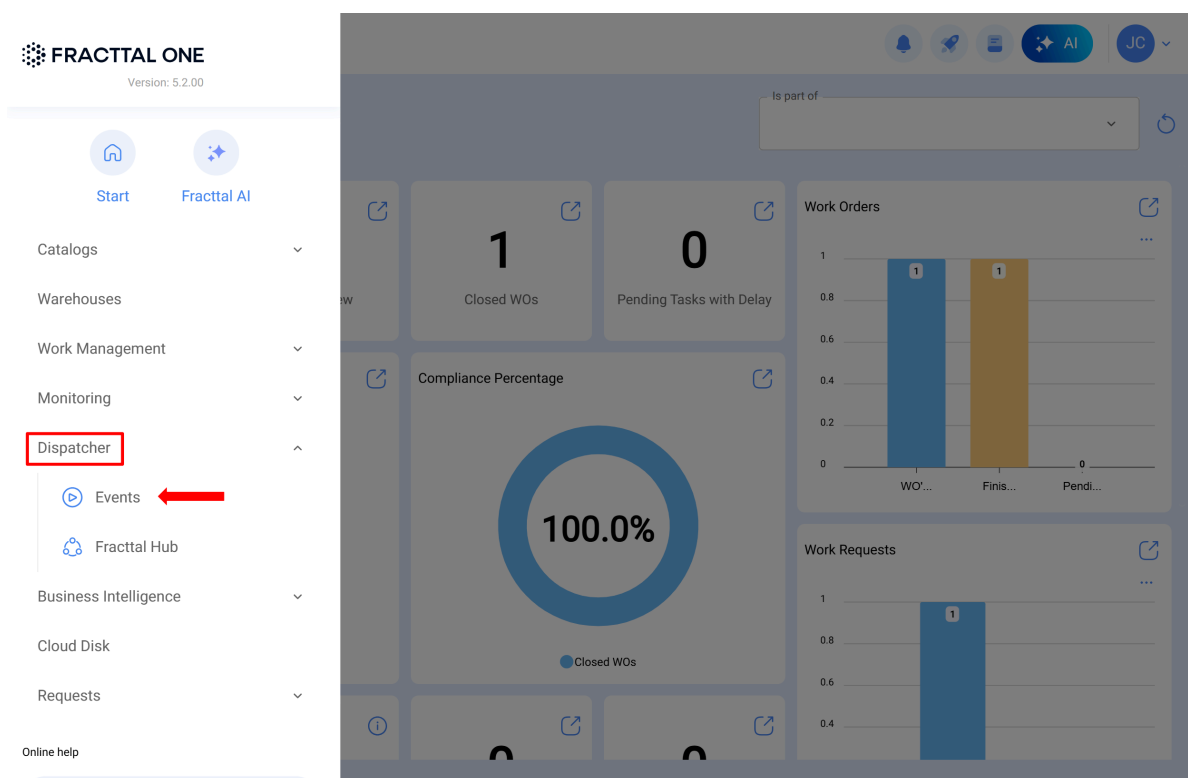 FRACTTAL ONE
Version: 5.2.00
Start
Fracttal AI
Catalogs
Warehouses
Work Management
Monitoring
Dispatcher
Events
Fracttal Hub
Business Intelligence
Cloud Disk
Requests
Online help
AI
JC
Is part of
1
Closed WOs
0
Pending Tasks with Delay
Compliance Percentage
100.0%
Closed WOs
Work Orders
...
1
0.8
0.6
0.4
0.2
0
1
1
0
WO'...
Finis...
Pendi...
Work Requests
...
1
0.8
0.6
0.4
1